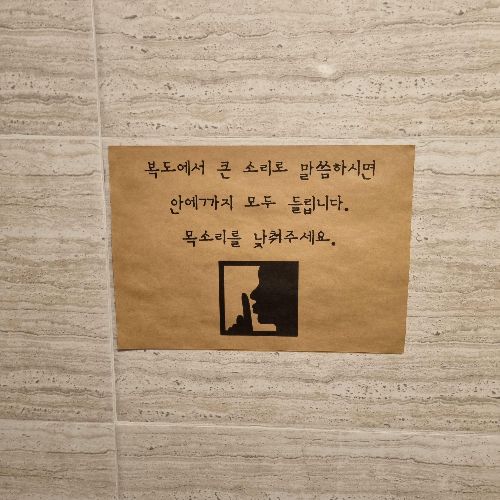 복도에서 큰 소리로 말씀하시면
안에까지 모두 들립니다.
목소리를 낮춰주세요.